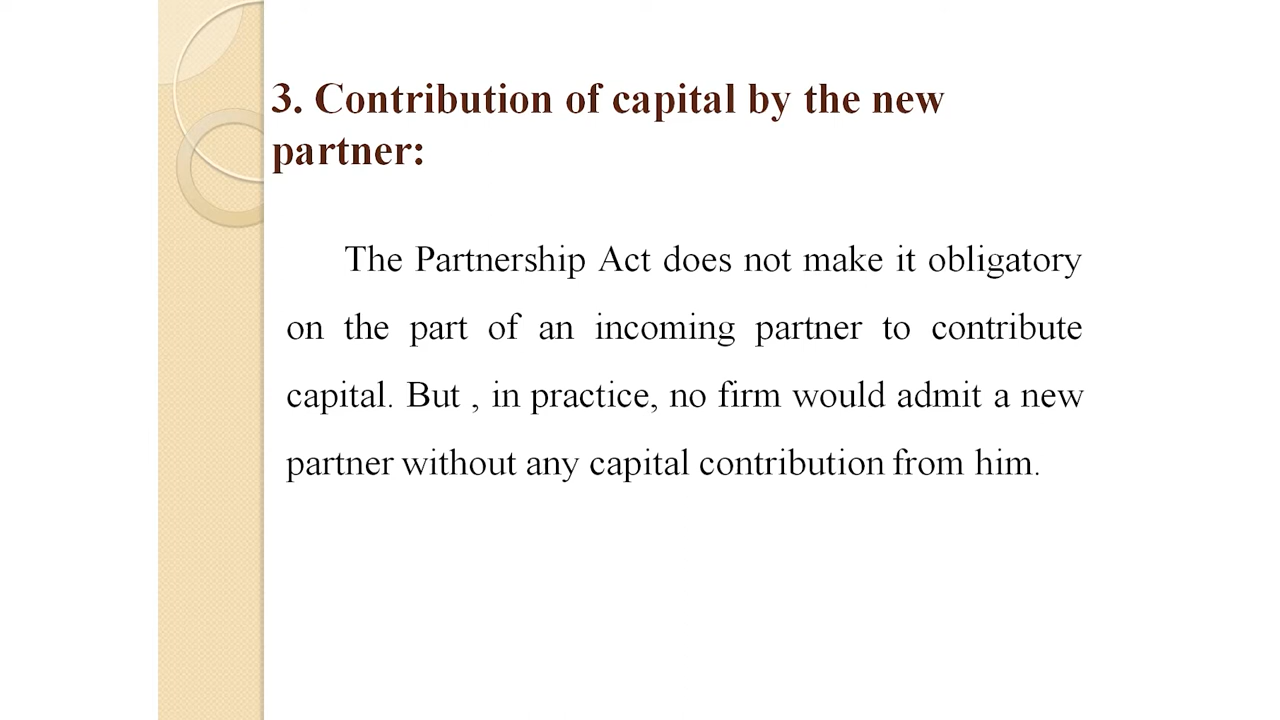 3. Contribution of capital by the new
partner:
The Partnership Act does not make it obligatory
on the part of an incoming partner to contribute
capital. But , in practice, no firm would admit a new
partner without any capital contribution from him.